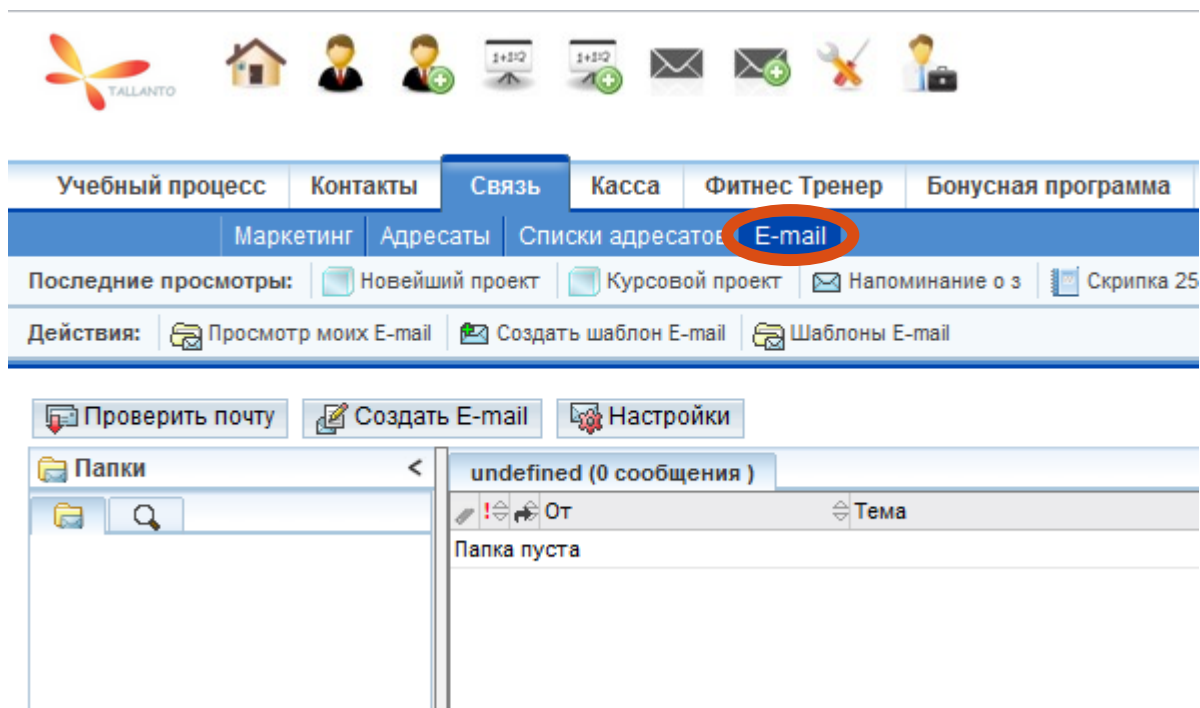 TALLANTO
1+1=2
1+1=2
Учебный процесс Контакты Связь Касса Фитнес Тренер Бонусная программа
Маркетинг Адресаты Списки адресатов E-mail
Последние просмотры: Новейший проект Курсовой проект Напоминание о з Скрипка 25
Действия: Просмотр моих E-mail Создать шаблон E-mail Шаблоны E-mail
Проверить почту Создать E-mail Настройки
Папки <
undefined (0 сообщения )
! От Тема
Папка пуста